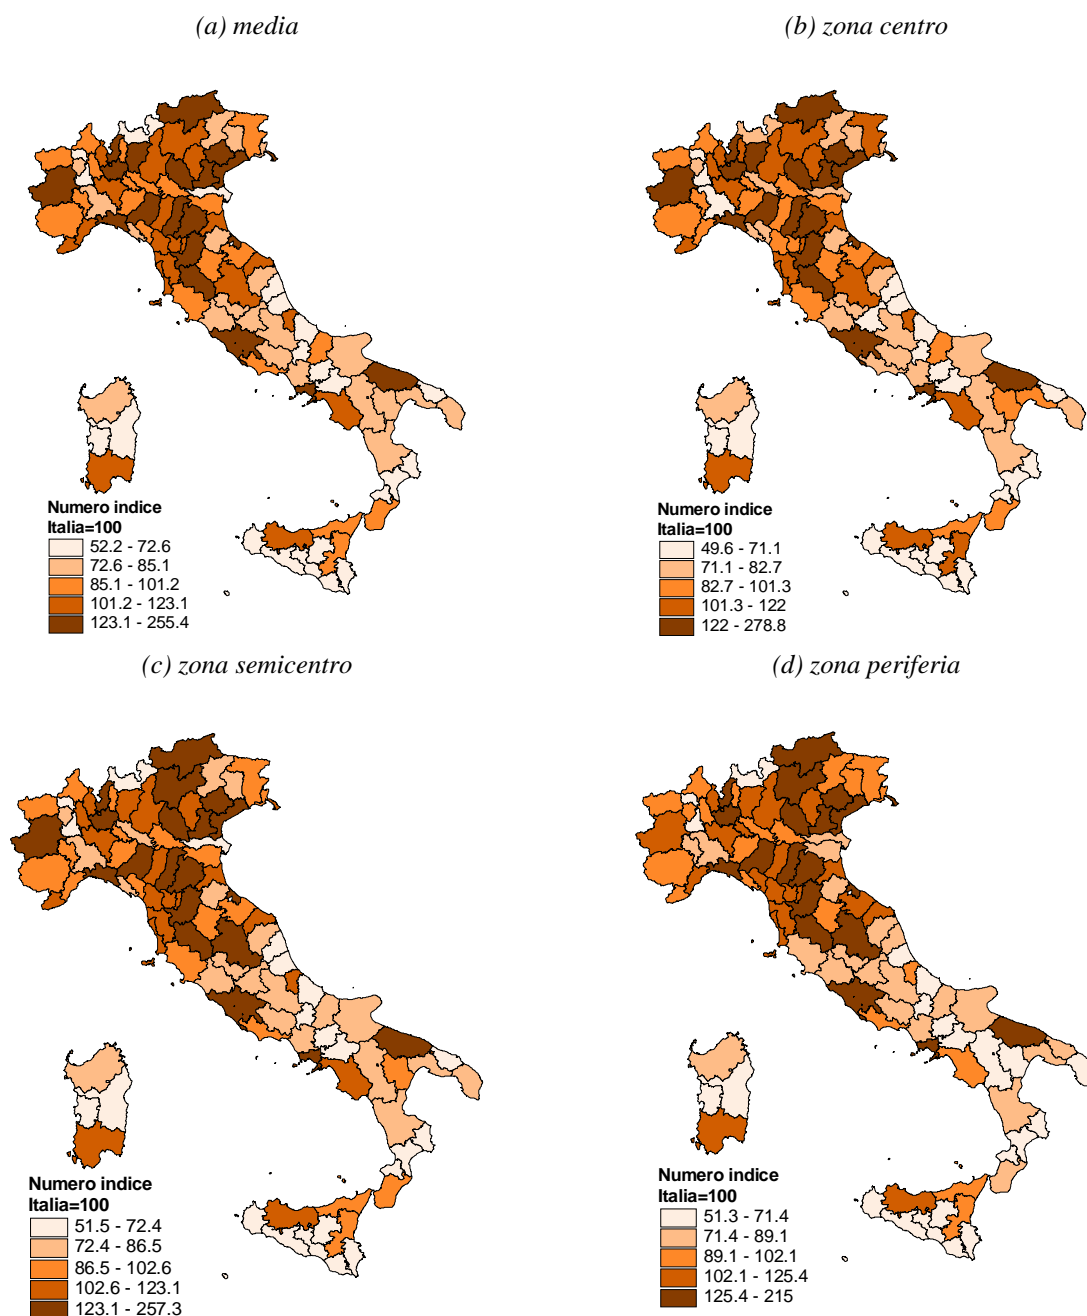 (a) media
(b) zona centro
Numero indice
Italia=100
52.2 - 72.6
72.6 - 85.1
85.1 - 101.2
101.2 - 123.1
123.1 - 255.4
Numero indice
Italia=100
49.6 - 71.1
71.1 - 82.7
82.7 - 101.3
101.3 - 122
122 - 278.8
(c) zona semicentro
(d) zona periferia
Numero indice
Italia=100
51.5 - 72.4
72.4 - 86.5
86.5 - 102.6
102.6 - 123.1
123.1 - 257.3
Numero indice
Italia=100
51.3 - 71.4
71.4 - 89.1
89.1 - 102.1
102.1 - 125.4
125.4 - 215